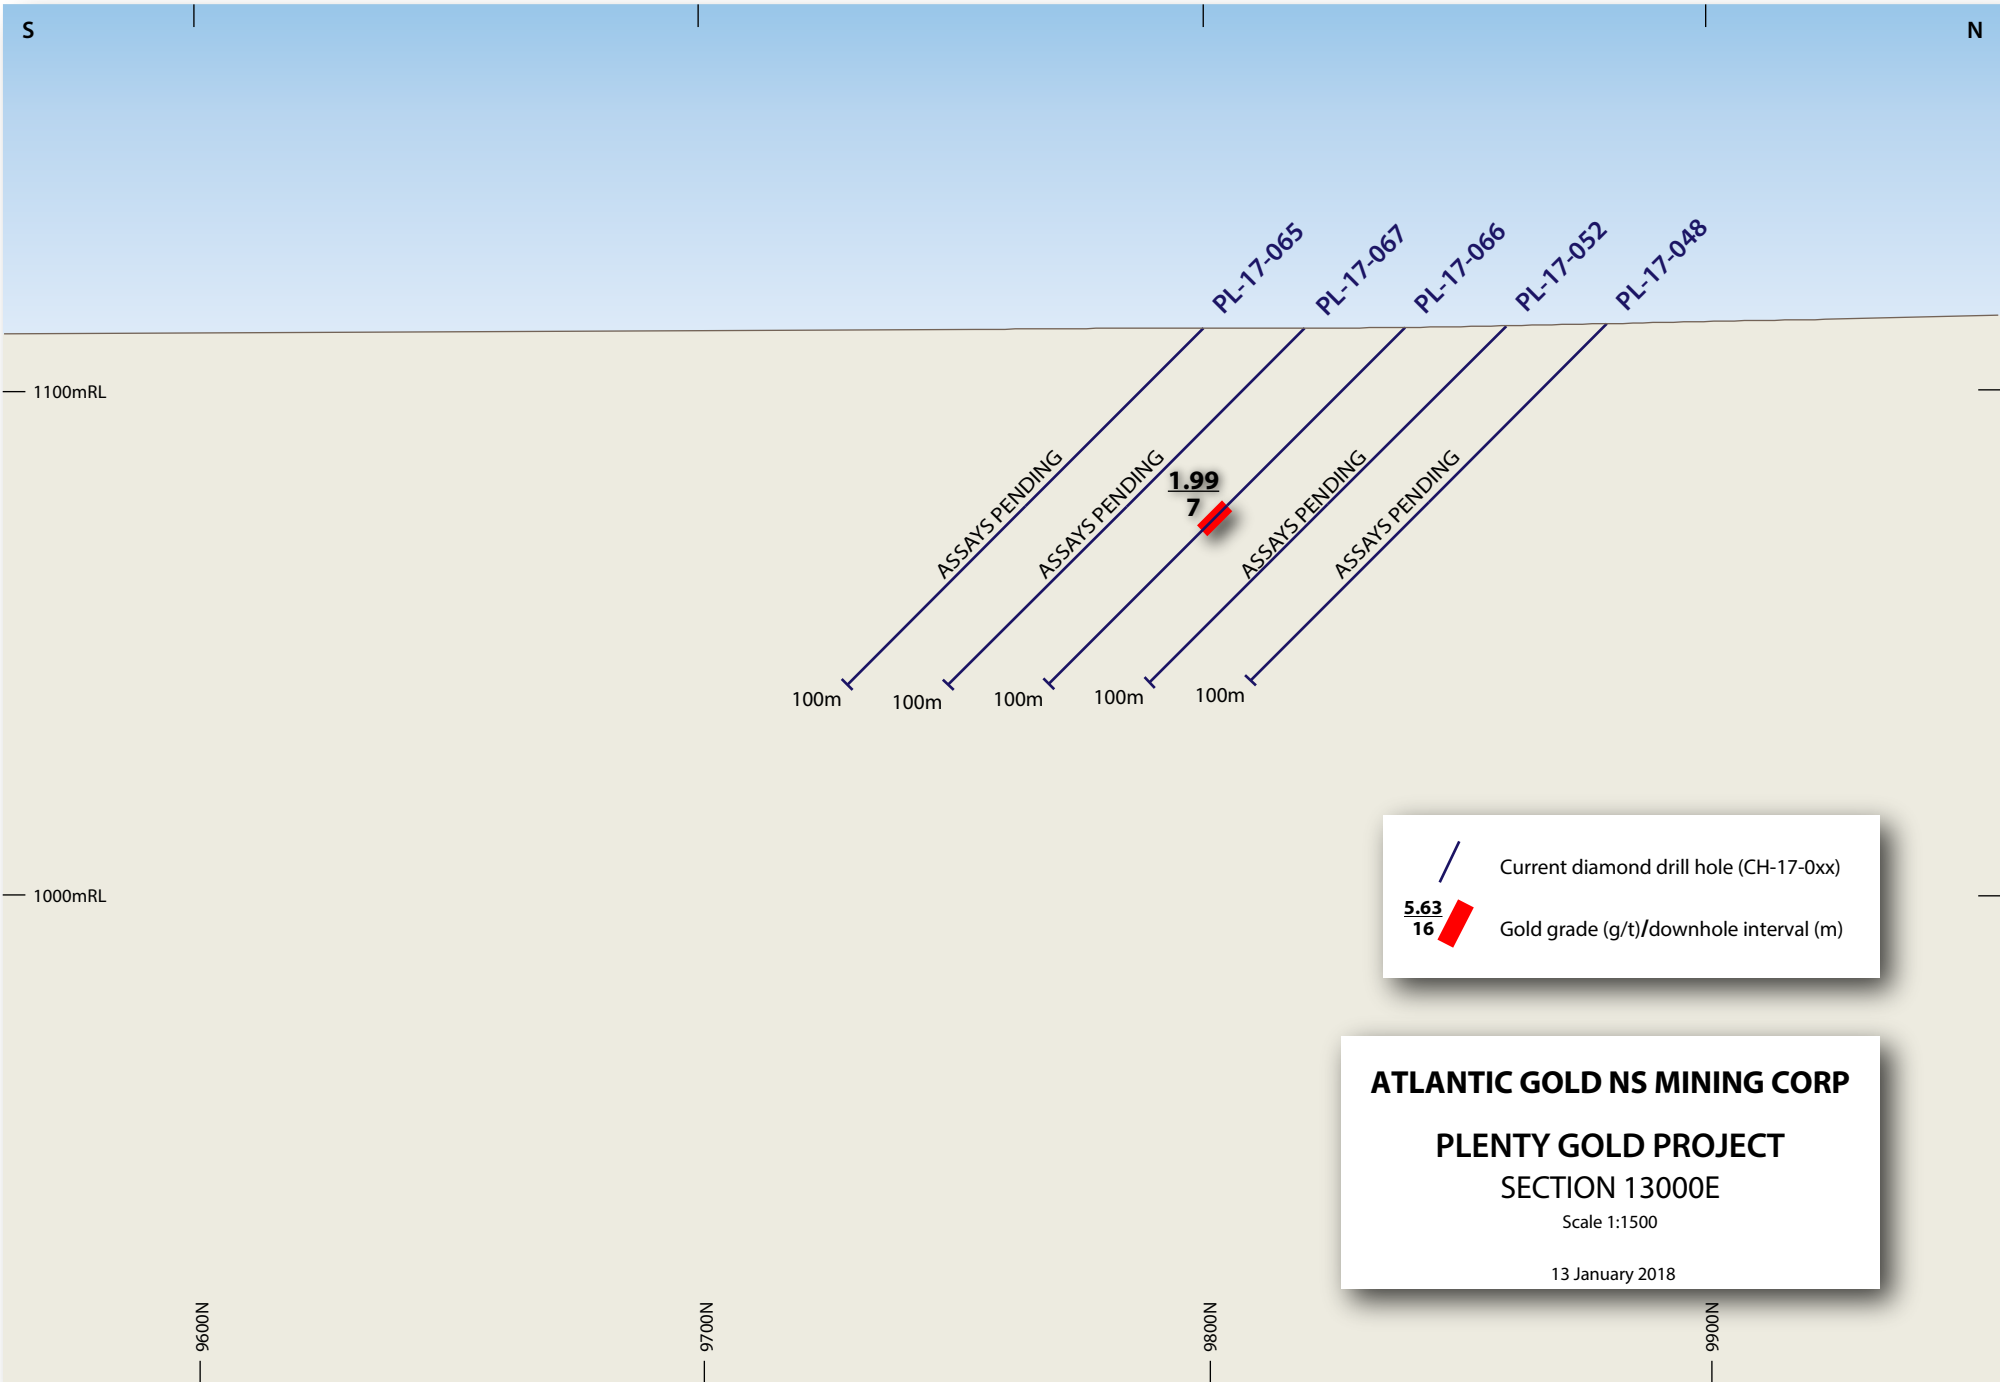 S
N
PL-17-065
PL-17-067
PL-17-066
PL-17-052
PL-17-048
1100mRL
ASSAYS PENDING
ASSAYS PENDING
1.99
7
ASSAYS PENDING
ASSAYS PENDING
100m
100m
100m
100m
100m
1000mRL
Current diamond drill hole (CH-17-0xx)
5.63
16
Gold grade (g/t)/downhole interval (m)
ATLANTIC GOLD NS MINING CORP
PLENTY GOLD PROJECT
SECTION 13000E
Scale 1:1500
13 January 2018
9600N
9700N
9800N
9900N